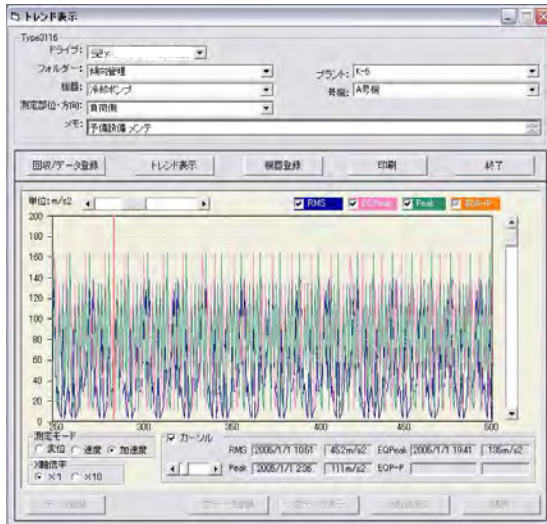 トレンド表示
Type3116
ドライブ:
フォルダー: 傾向管理
プラント: K-6
機器: 冷却ポンプ
号機: A号機
測定部位・方向: 負荷側
メモ: 予備設備 メンテ
回収/データ登録 トレンド表示 機器登録 印刷 終了
単位:m/s2 RMS EQPeak Peak EQP-P
200
180
160
140
120
100
80
60
40
20
0
250 300 350 400 450 500
測定モード
変位 速度 加速度
X軸倍率
×1 ×10
カーソル
RMS 2005/1/1 10:51 45.2m/s2 EQPeak 2005/1/1 19:41 135m/s2
Peak 2005/1/1 2:36 111m/s2 EQP-P